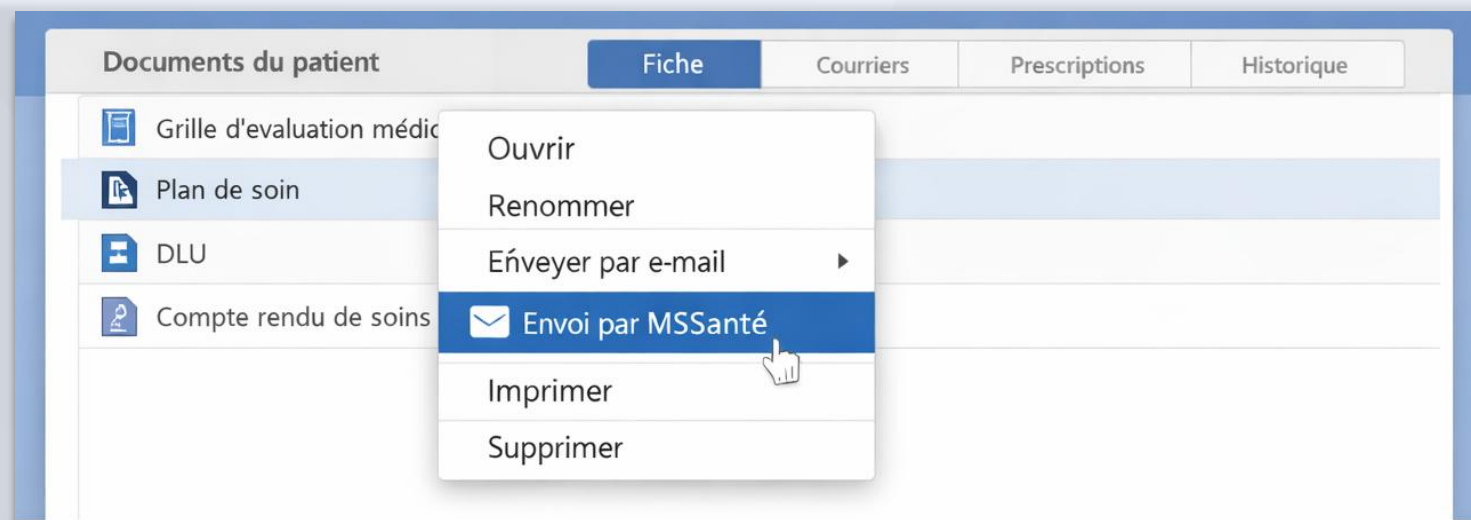 Documents du patient
Fiche
Courriers
Prescriptions
Historique
Grille d'evaluation médic
Plan de soin
DLU
Compte rendu de soins
Ouvrir
Renommer
Eńveyer par e-mail
Envoi par MSSanté
Imprimer
Supprimer